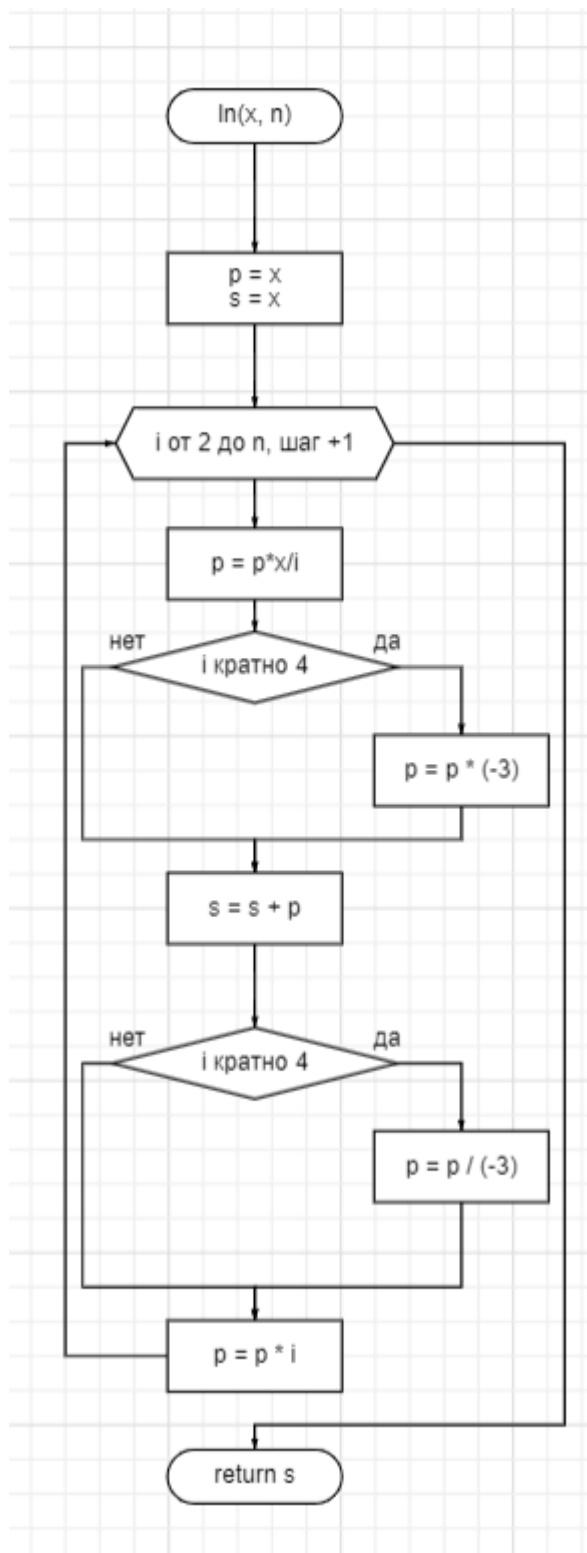 ln(x, n)
p = x
s = x
i от 2 до n, шаг +1
p = p*x/i
нет
да
i кратно 4
p = p * (-3)
s = s + p
нет
да
i кратно 4
p = p / (-3)
p = p * i
return s